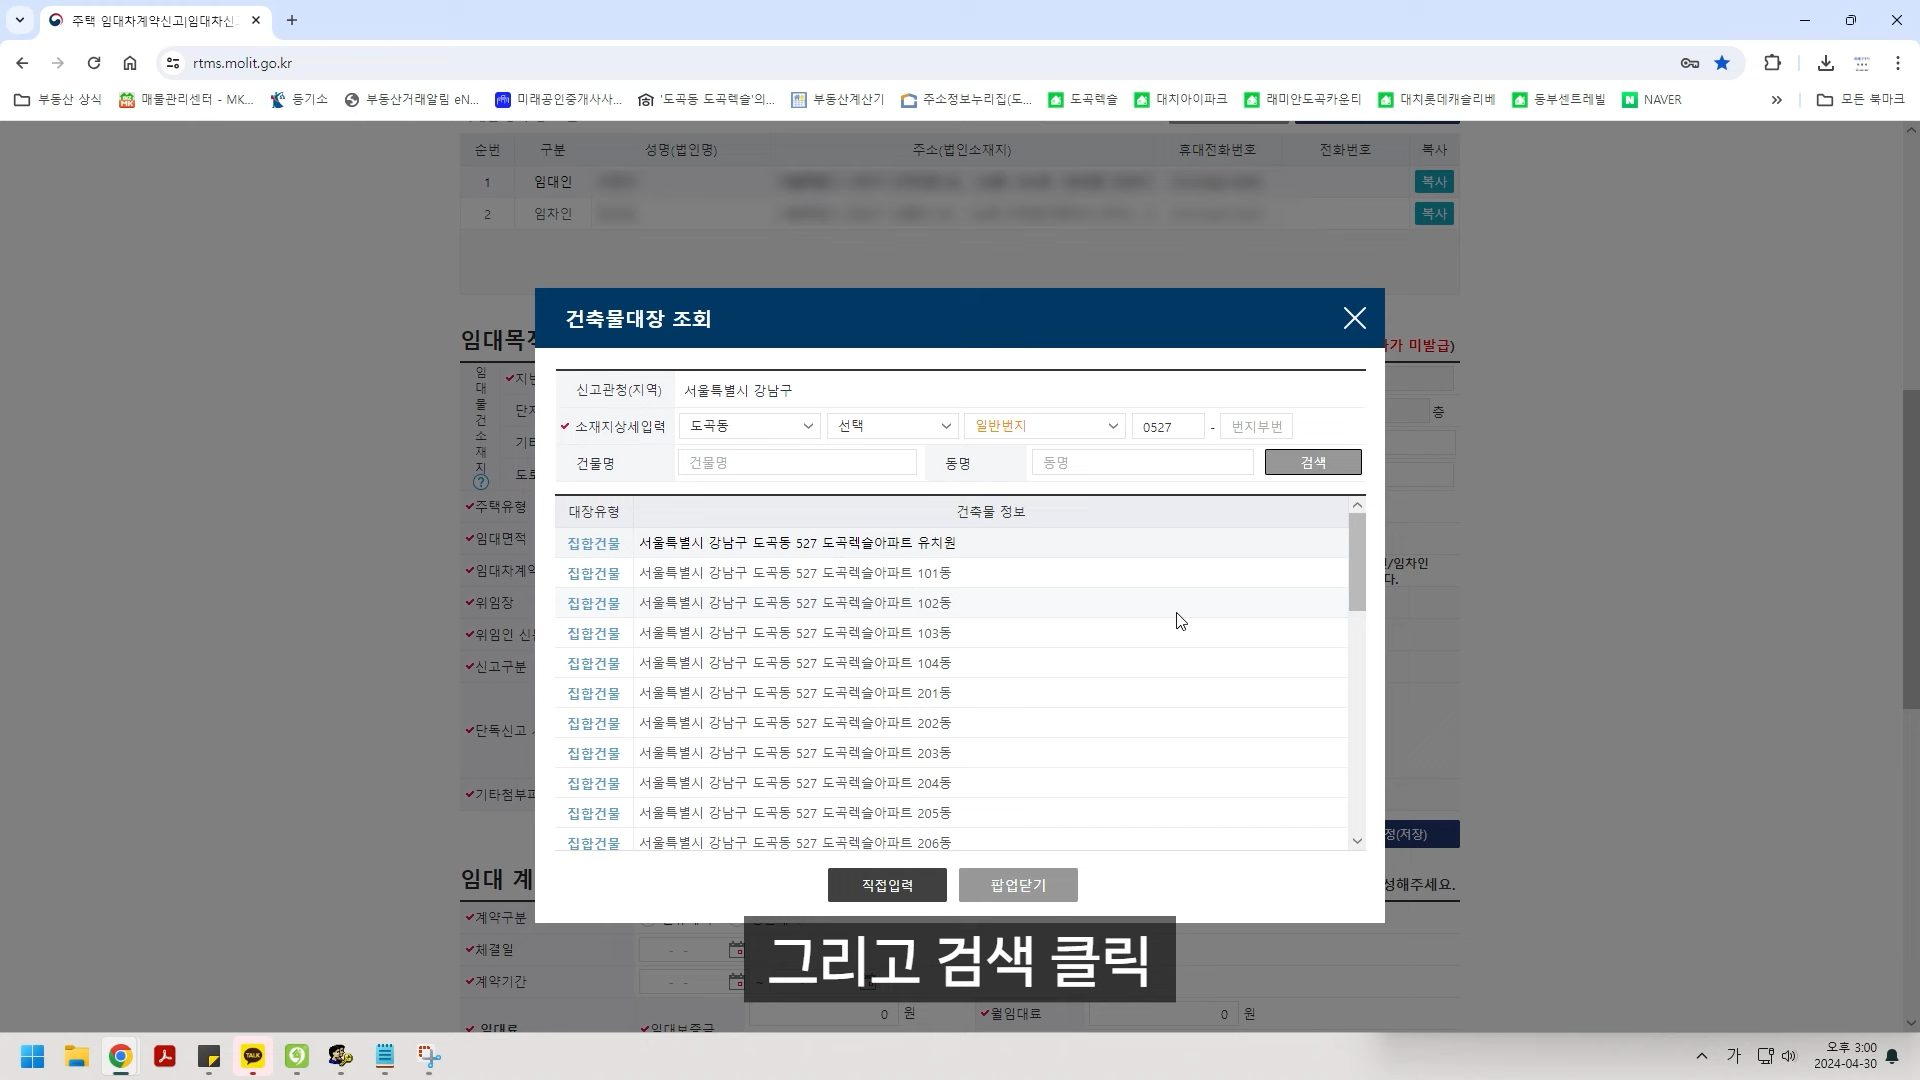 주택 임대차계약신고|임대차신
rtms.molit.go.kr
부동산 상식
매물관리센터 - MK...
등기소
부동산거래알림 eN...
미래공인중개사사...
'도곡동 도곡렉슬'의...
부동산계산기
주소정보누리집(도...
도곡렉슬
대치아이파크
래미안도곡카운티
대치롯데캐슬리베
동부센트레빌
NAVER
모든 북마크
순번 구분 성명(법인명) 주소(법인소재지) 휴대전화번호 전화번호 복사
1 임대인 복사
2 임차인 복사
건축물대장 조회
임대목적
가 미발급)
신고관청(지역) 서울특별시 강남구
소재지상세입력 도곡동 선택 일반번지 0527 - 번지부번
건물명 건물명 동명 동명 검색
대장유형 건축물 정보
집합건물 서울특별시 강남구 도곡동 527 도곡렉슬아파트 유치원
집합건물 서울특별시 강남구 도곡동 527 도곡렉슬아파트 101동
집합건물 서울특별시 강남구 도곡동 527 도곡렉슬아파트 102동
집합건물 서울특별시 강남구 도곡동 527 도곡렉슬아파트 103동
집합건물 서울특별시 강남구 도곡동 527 도곡렉슬아파트 104동
집합건물 서울특별시 강남구 도곡동 527 도곡렉슬아파트 201동
집합건물 서울특별시 강남구 도곡동 527 도곡렉슬아파트 202동
집합건물 서울특별시 강남구 도곡동 527 도곡렉슬아파트 203동
집합건물 서울특별시 강남구 도곡동 527 도곡렉슬아파트 204동
집합건물 서울특별시 강남구 도곡동 527 도곡렉슬아파트 205동
집합건물 서울특별시 강남구 도곡동 527 도곡렉슬아파트 206동
직접입력 팝업닫기
임대물건소재지
층
주택유형
임대면적
임대차계약
/임차인
다.
위임장
위임인 신
신고구분
단독신고
기타첨부파
정(저장)
임대 계
성해주세요.
계약구분
체결일
계약기간
임대료 임대보증금 0 원 월임대료 0 원
그리고 검색 클릭
TALK
가
오후 3:00
2024-04-30